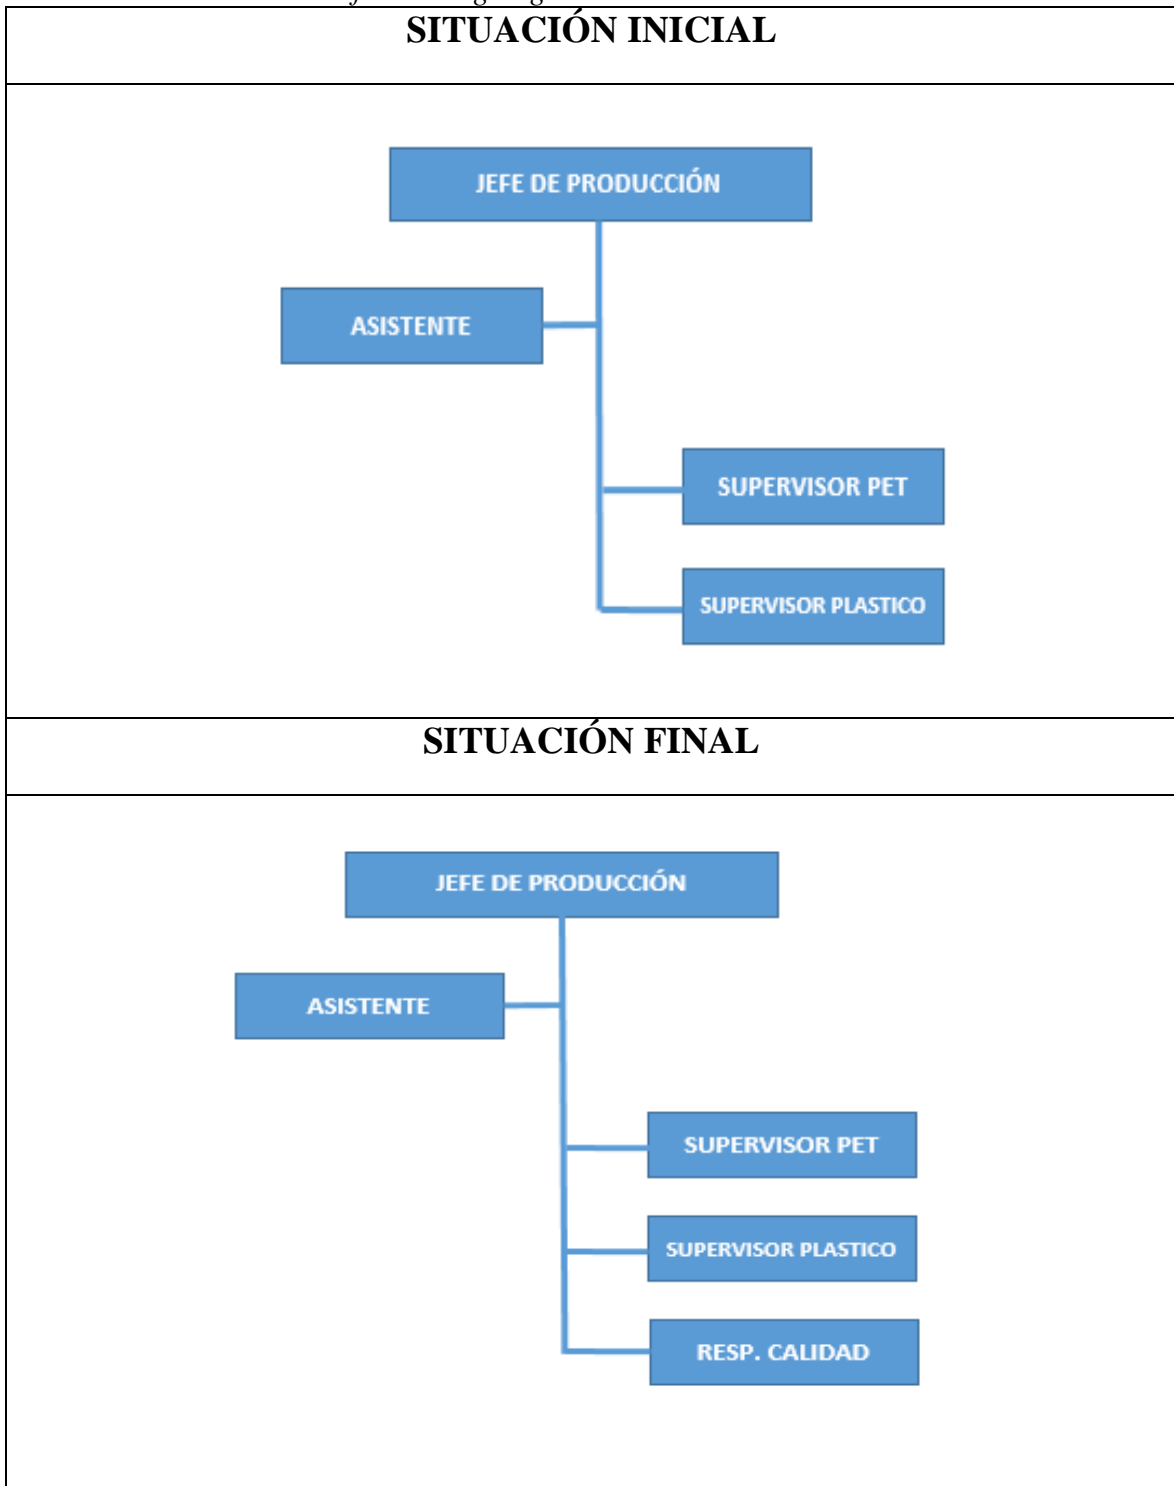 SITUACIÓN INICIAL
JEFE DE PRODUCCIÓN
ASISTENTE
SUPERVISOR PET
SUPERVISOR PLASTICO
SITUACIÓN FINAL
JEFE DE PRODUCCIÓN
ASISTENTE
SUPERVISOR PET
SUPERVISOR PLASTICO
RESP. CALIDAD